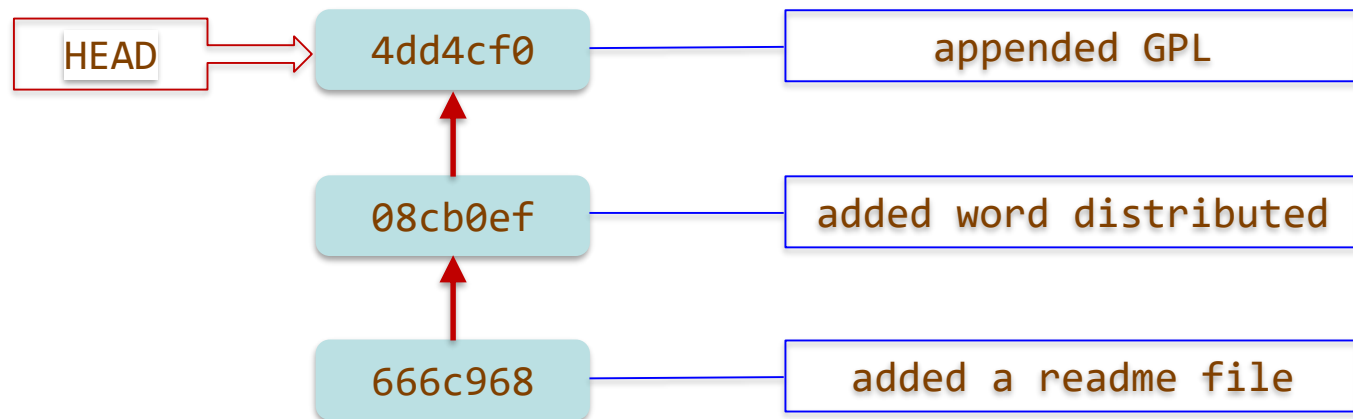 HEAD
4dd4cf0
appended GPL
08cb0ef
added word distributed
666c968
added a readme file